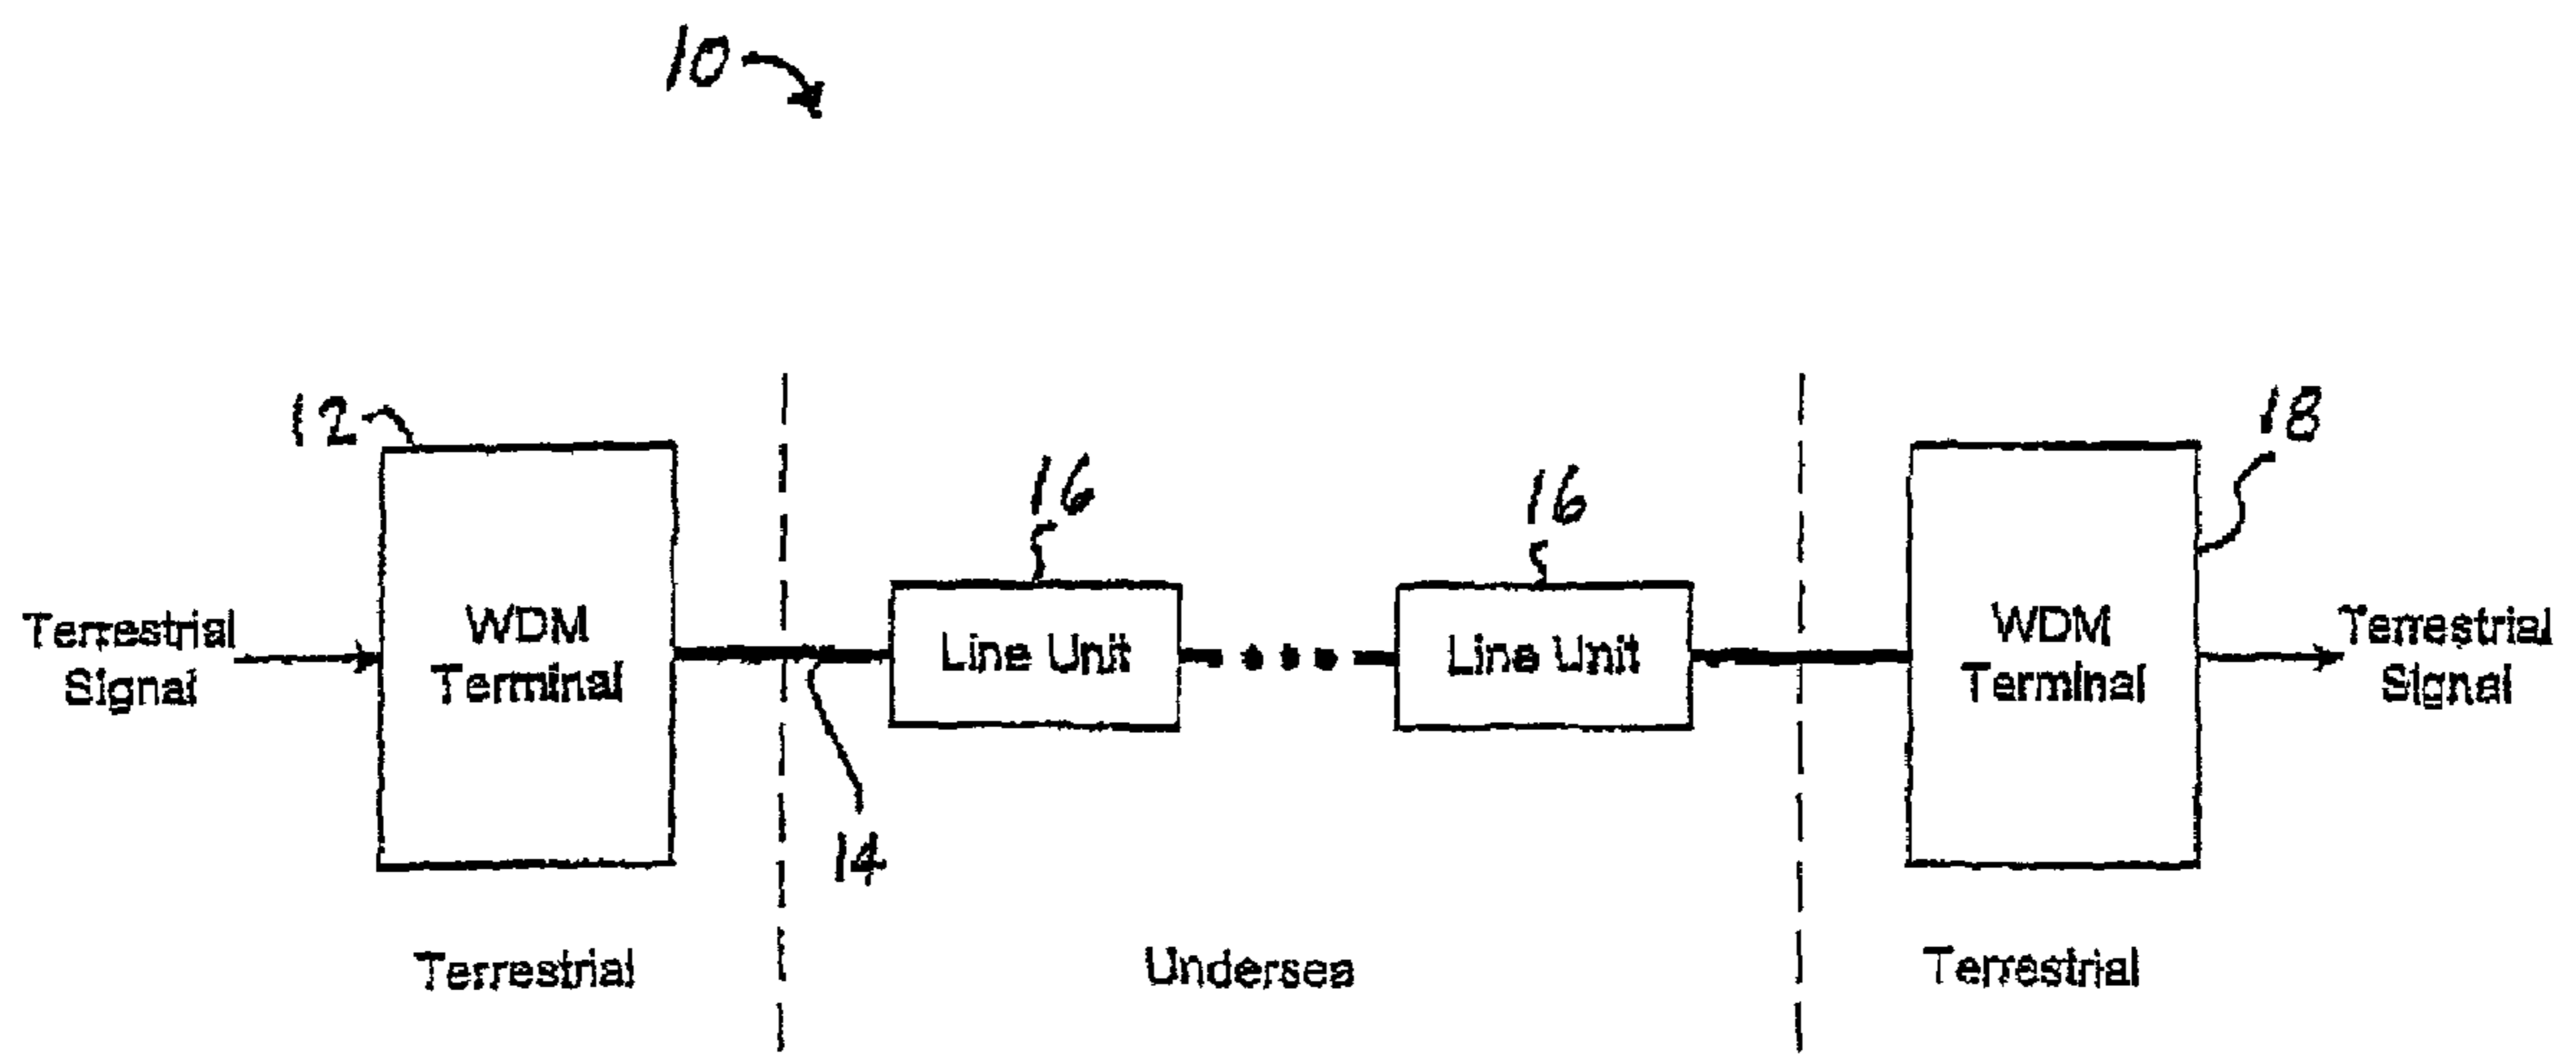 10
12
18
16
16
Terrestrial
Signal
WDM
Terminal
Line Unit
Line Unit
WDM
Terminal
Terrestrial
Signal
14
Terrestrial
Undersea
Terrestrial